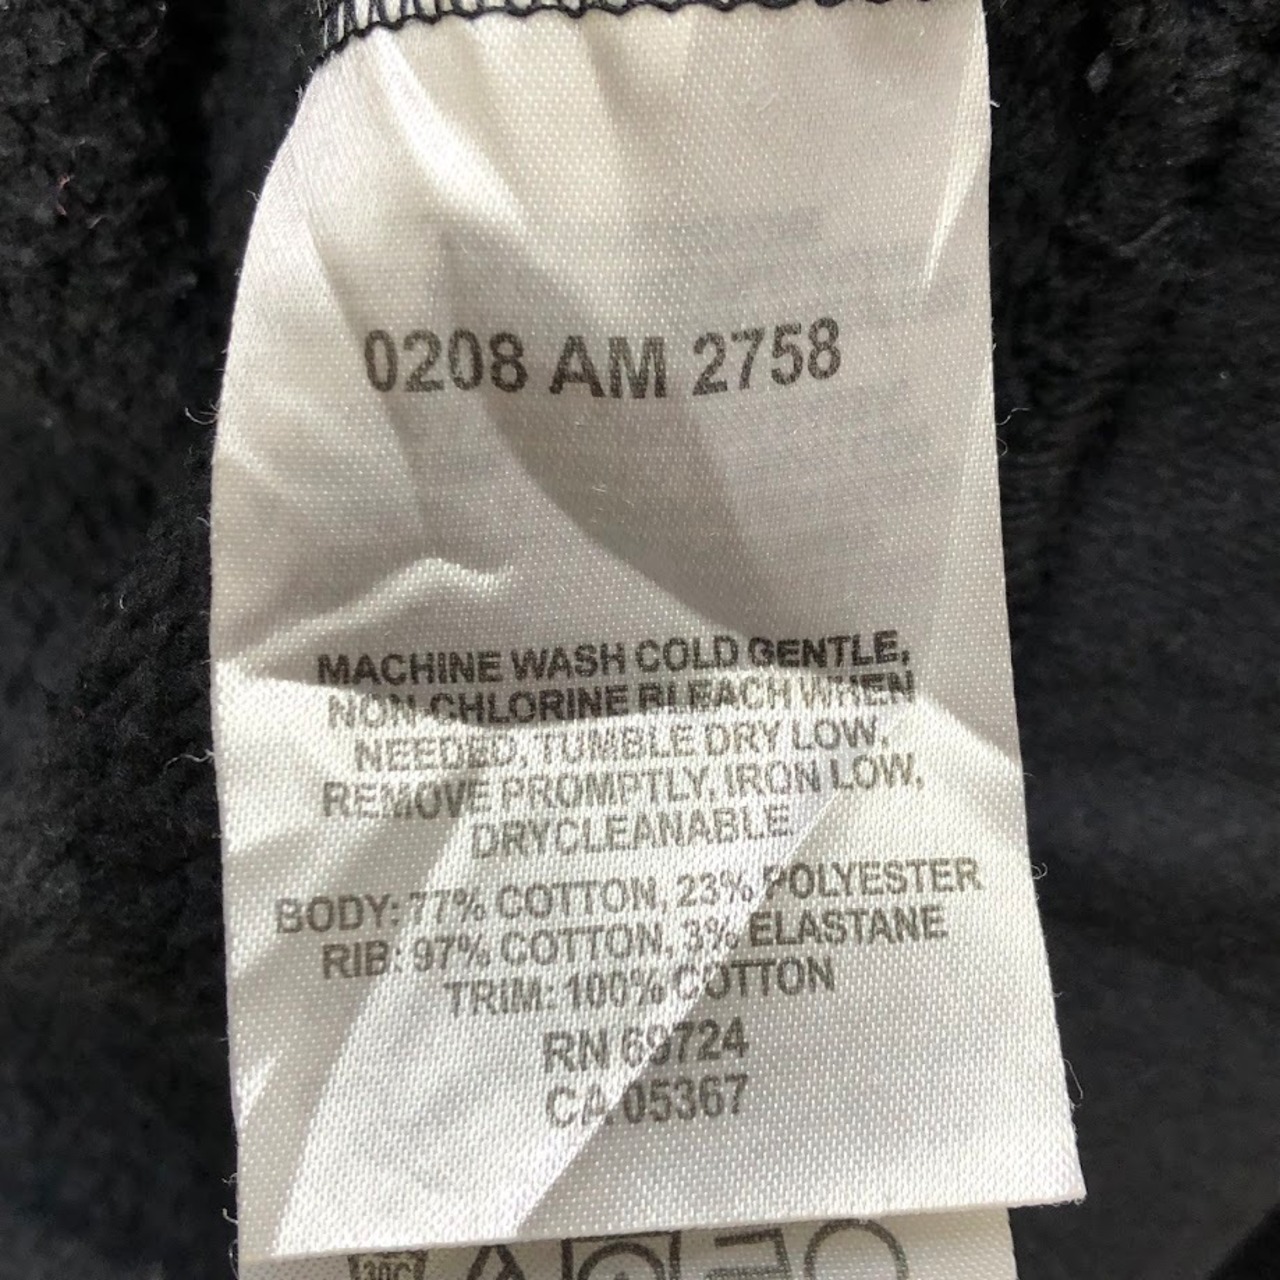 0208 AM 2758
MACHINE WASH COLD GENTLE,
NON-CHLORINE BLEACH WHEN
NEEDED, TUMBLE DRY LOW,
REMOVE PROMPTLY, IRON LOW,
DRYCLEANABLE.
BODY: 77% COTTON, 23% POLYESTER
RIB: 97% COTTON, 3% ELASTANE
TRIM: 100% COTTON
RN 69724
CA 05367
30C